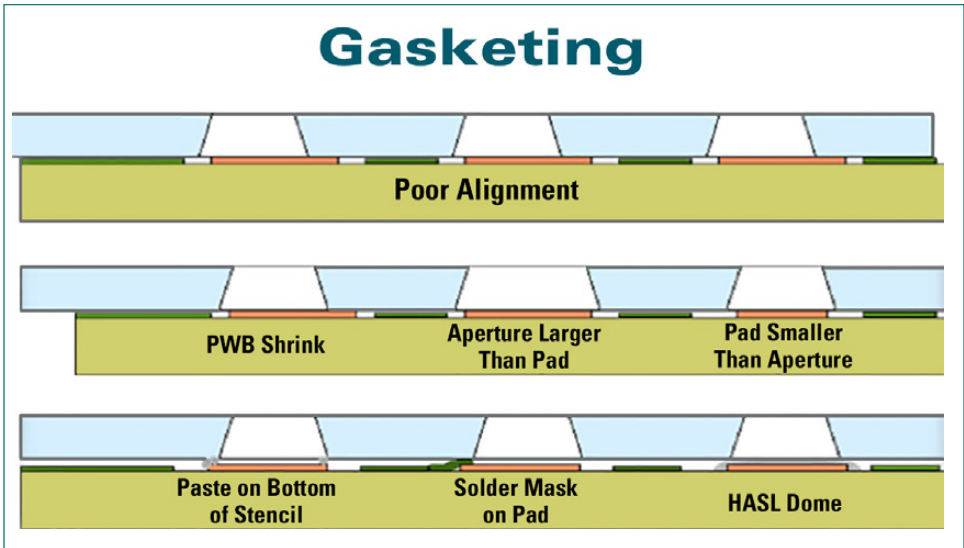 Gasketing
Poor Alignment
PWB Shrink
Aperture Larger
Than Pad
Pad Smaller
Than Aperture
Paste on Bottom
of Stencil
Solder Mask
on Pad
HASL Dome